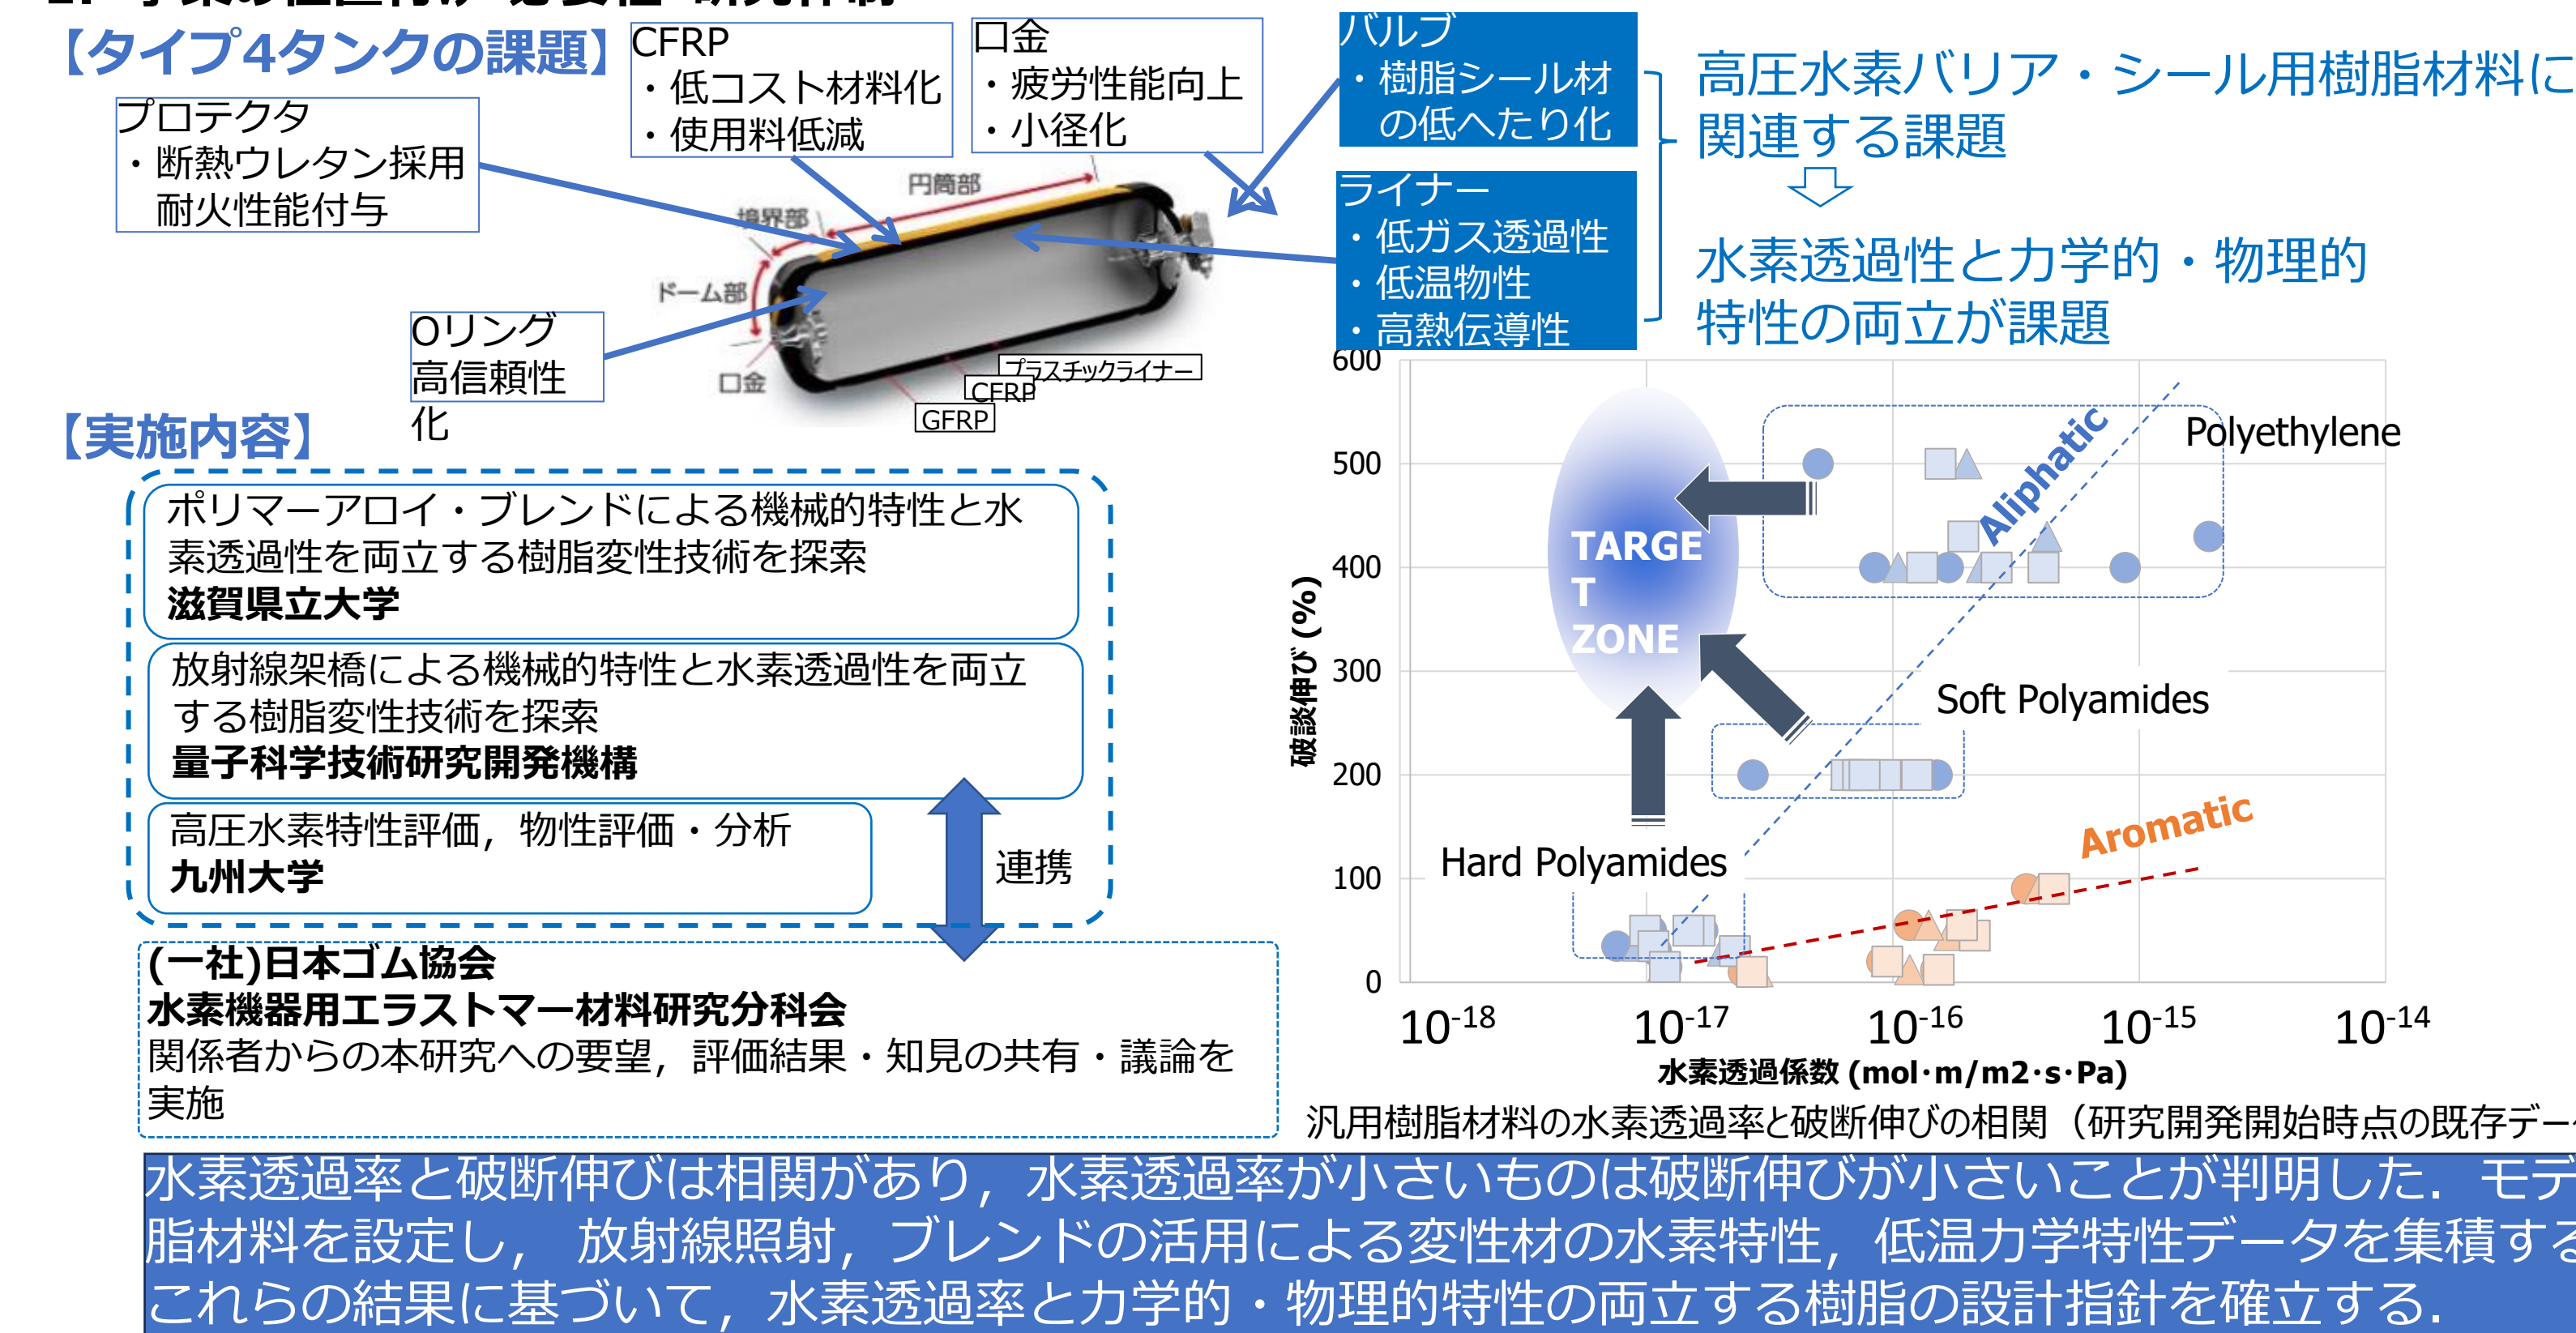 【タイプ4タンクの課題】
プロテクタ
・断熱ウレタン採用
耐火性能付与
CFRP
・低コスト材料化
・使用料低減
口金
・疲労性能向上
・小径化
バルブ
・樹脂シール材
の低へたり化
ライナー
・低ガス透過性
・低温物性
・高熱伝導性
高圧水素バリア・シール用樹脂材料に
関連する課題
水素透過性と力学的・物理的
特性の両立が課題
円筒部
境界部
ドーム部
口金
Oリング
高信頼性
化
プラスチックライナー
CFRP
GFRP
【実施内容】
ポリマーアロイ・ブレンドによる機械的特性と水
素透過性を両立する樹脂変性技術を探索
滋賀県立大学
放射線架橋による機械的特性と水素透過性を両立
する樹脂変性技術を探索
量子科学技術研究開発機構
高圧水素特性評価，物性評価・分析
九州大学
連携
(一社)日本ゴム協会
水素機器用エラストマー材料研究分科会
関係者からの本研究への要望，評価結果・知見の共有・議論を
実施
600
500
400
300
200
100
0
破談伸び (%)
TARGE
T
ZONE
Polyethylene
Aliphatic
Soft Polyamides
Hard Polyamides
Aromatic
10-18
10-17
10-16
10-15
10-14
水素透過係数 (mol･m/m2･s･Pa)
汎用樹脂材料の水素透過率と破断伸びの相関（研究開発開始時点の既存デー
水素透過率と破断伸びは相関があり，水素透過率が小さいものは破断伸びが小さいことが判明した．モデ
脂材料を設定し， 放射線照射，ブレンドの活用による変性材の水素特性，低温力学特性データを集積する
これらの結果に基づいて，水素透過率と力学的・物理的特性の両立する樹脂の設計指針を確立する．